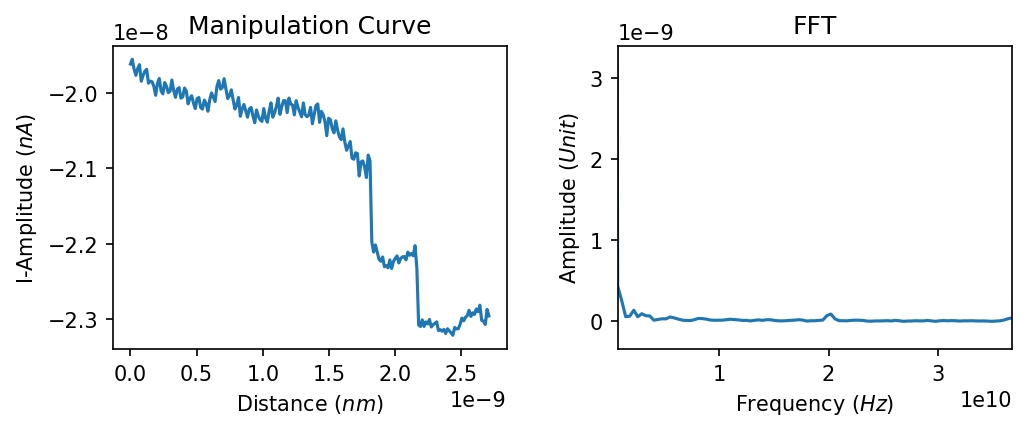 Manipulation Curve
1e−8
I-Amplitude (nA)
−2.0
−2.1
−2.2
−2.3
0.0 0.5 1.0 1.5 2.0 2.5
1e−9
Distance (nm)
FFT
1e−9
Amplitude (Unit)
3
2
1
0
1 2 3
1e10
Frequency (Hz)